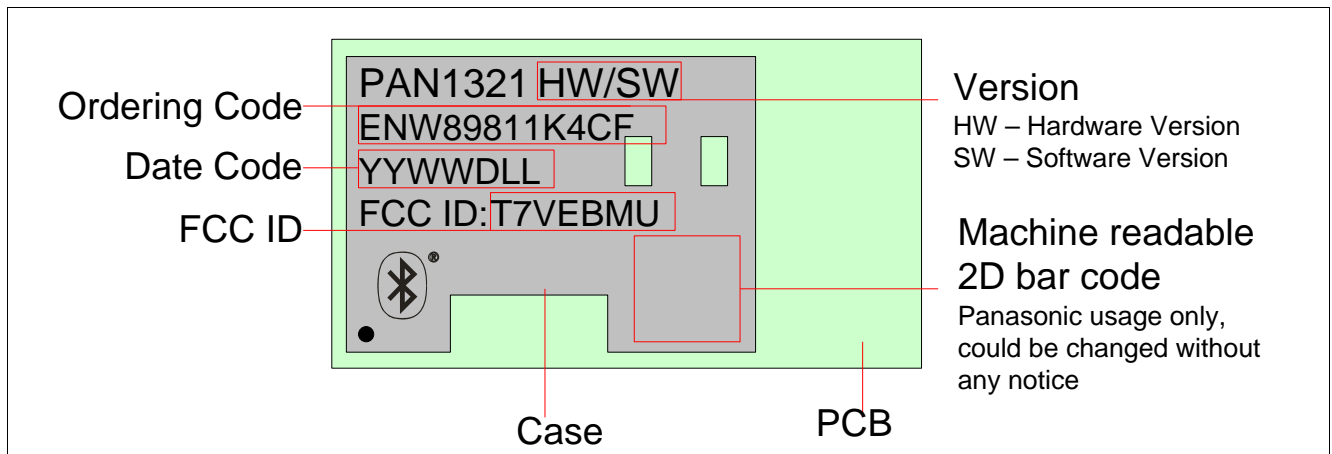 Ordering Code
Date Code
FCC ID
PAN1321 HW/SW
ENW89811K4CF
YYWWDLL
FCC ID:T7VEBMU
®
Version
HW – Hardware Version
SW – Software Version
Machine readable
2D bar code
Panasonic usage only,
could be changed without
any notice
Case
PCB